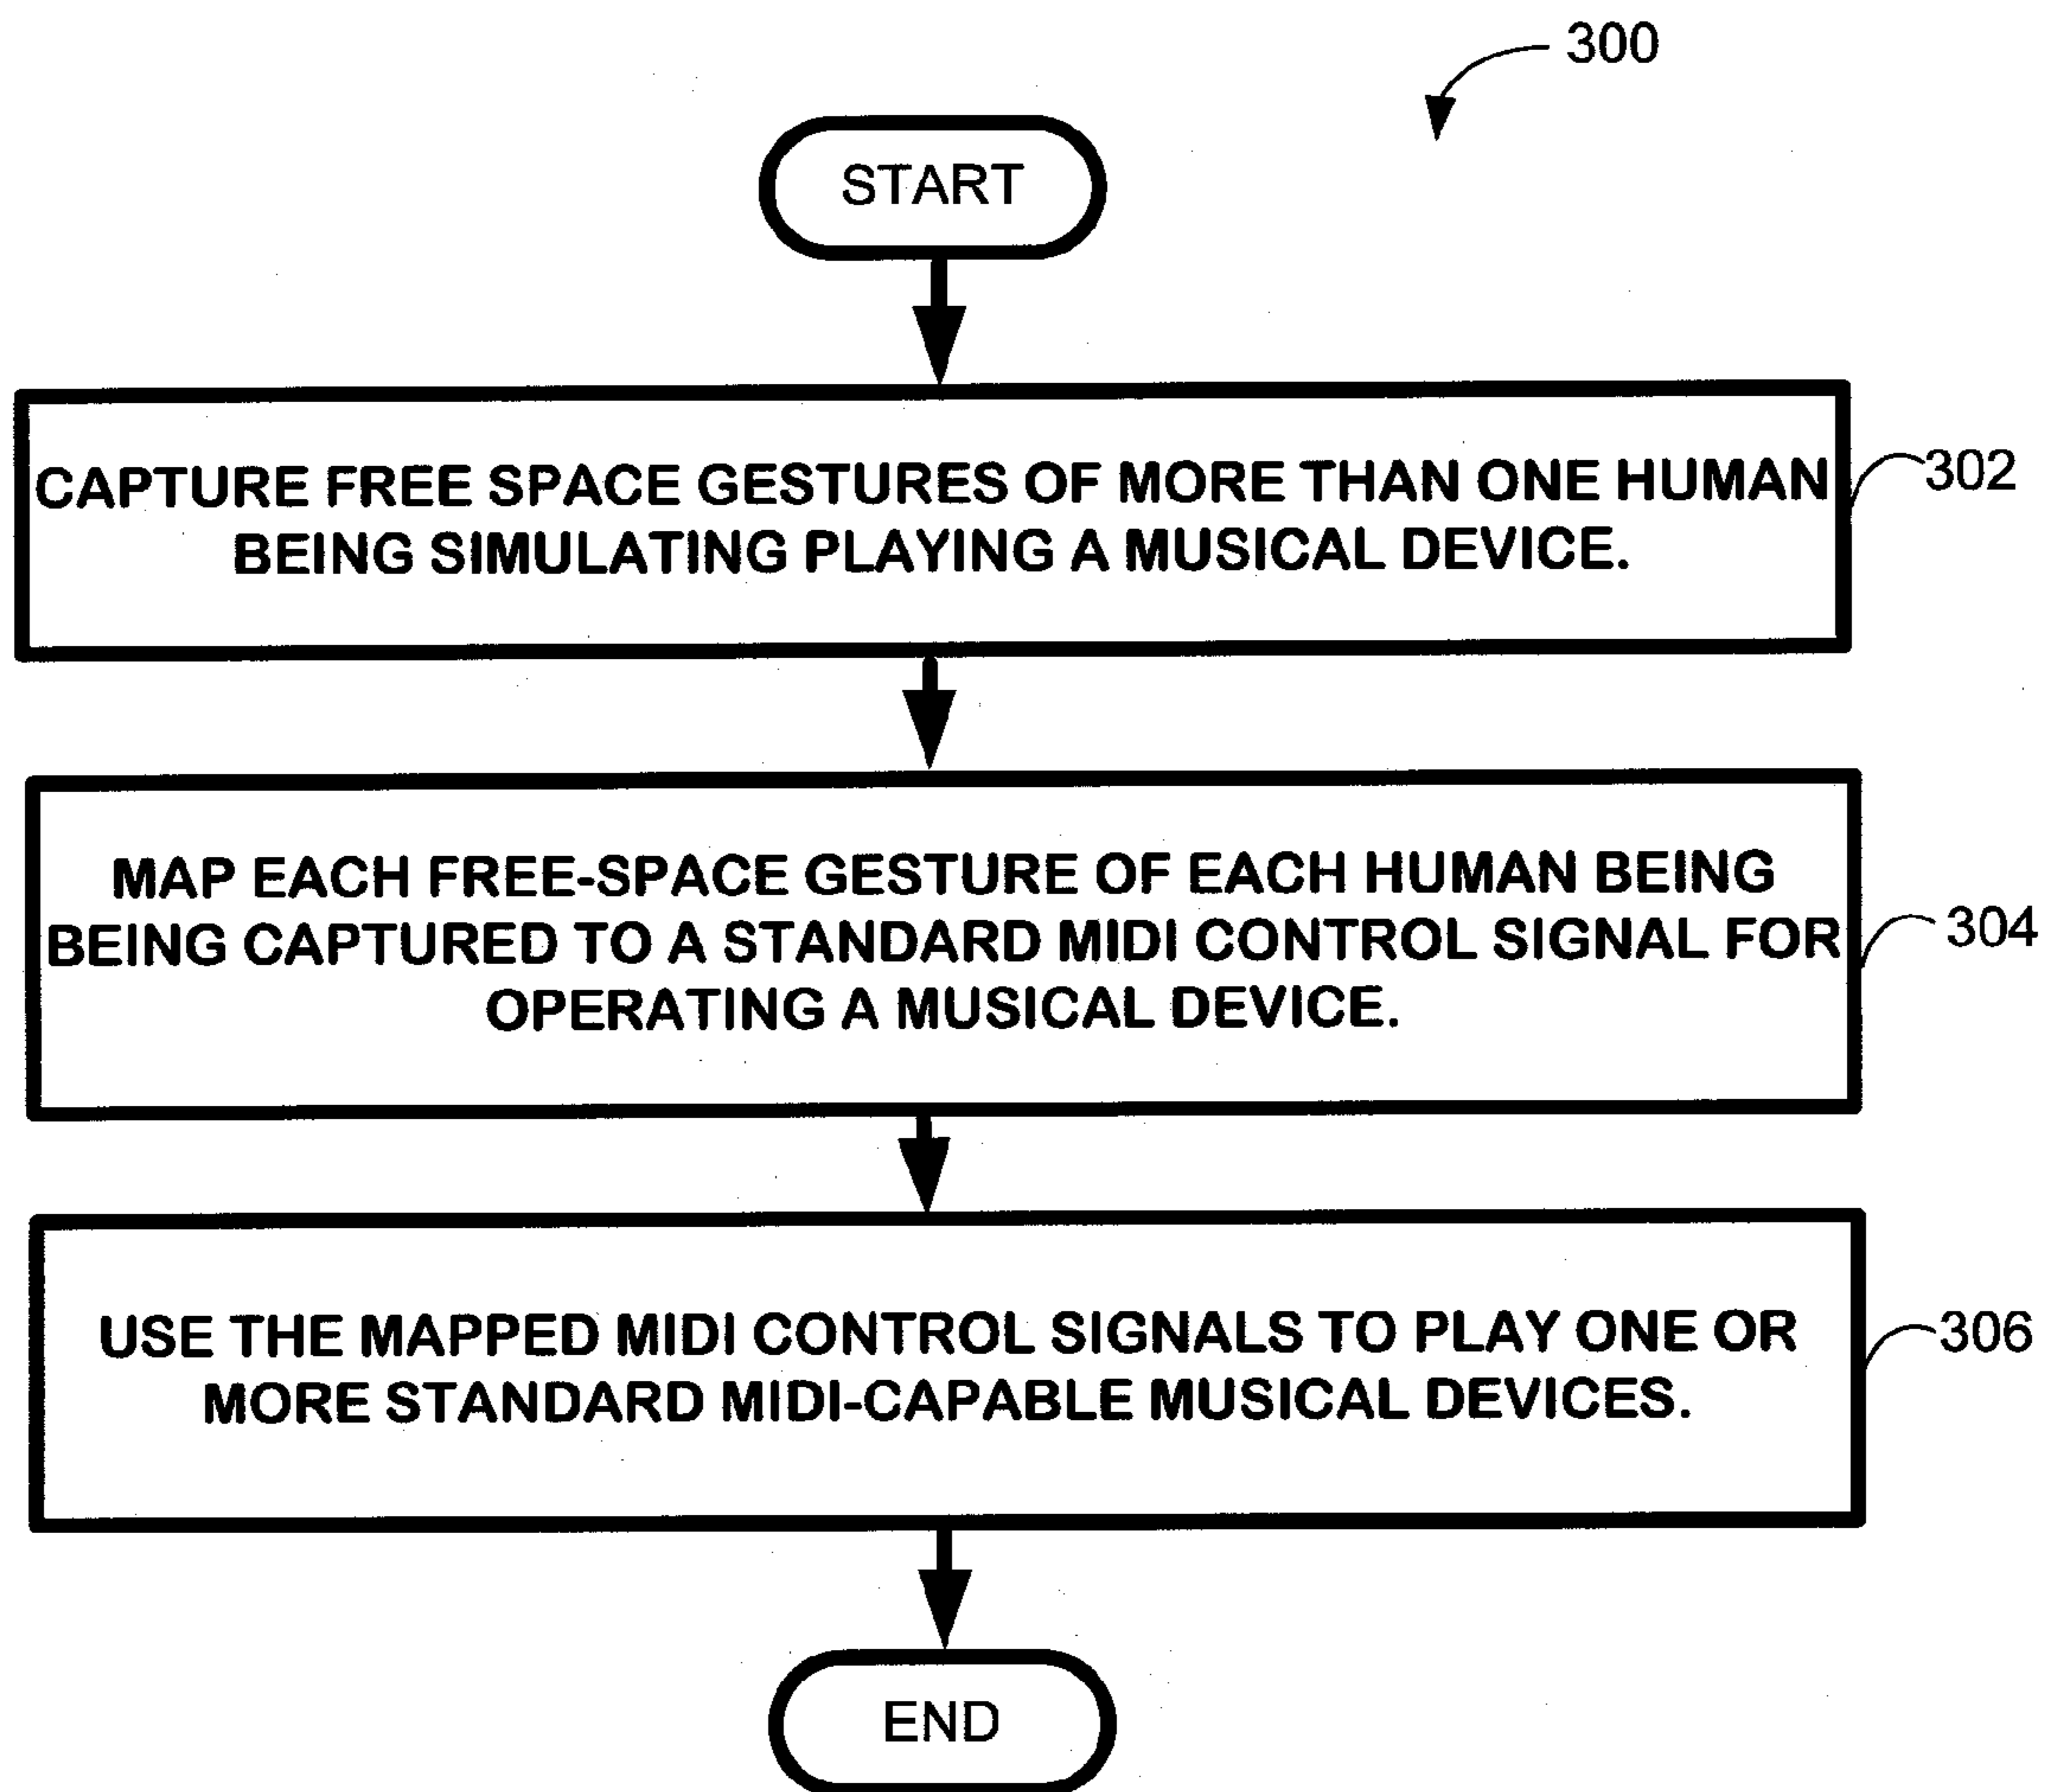 300
START
CAPTURE FREE SPACE GESTURES OF MORE THAN ONE HUMAN
BEING SIMULATING PLAYING A MUSICAL DEVICE.
302
MAP EACH FREE-SPACE GESTURE OF EACH HUMAN BEING
BEING CAPTURED TO A STANDARD MIDI CONTROL SIGNAL FOR
OPERATING A MUSICAL DEVICE.
304
USE THE MAPPED MIDI CONTROL SIGNALS TO PLAY ONE OR
MORE STANDARD MIDI-CAPABLE MUSICAL DEVICES.
306
END